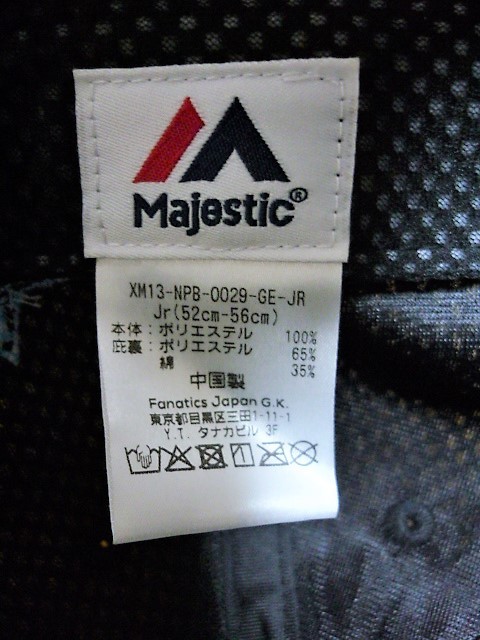 Majestic®
XM13-NPB-0029-GE-JR
Jr(52cm-56cm)
本体:ポリエステル 100%
庇裏:ポリエステル 65%
綿 35%
中国製
Fanatics Japan G.K.
東京都目黒区三田1-11-1
Y.T. タナカビル 3F